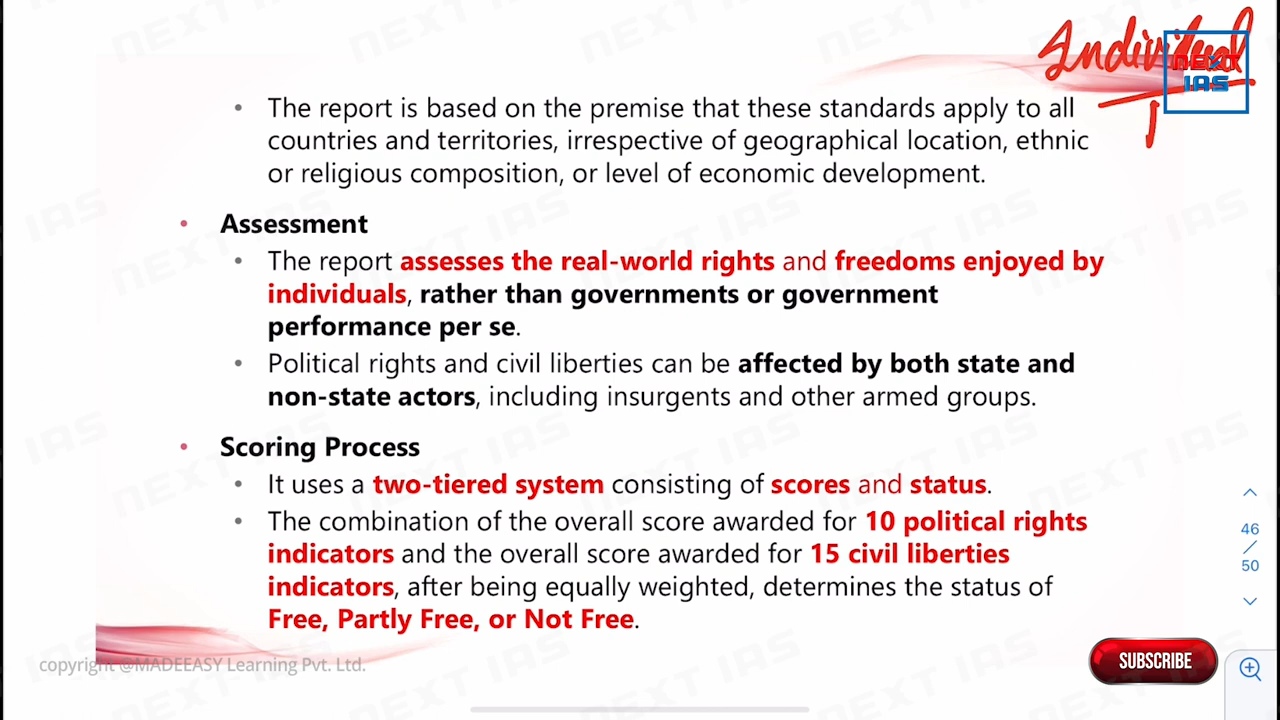 Individual
NEXT
IAS
• The report is based on the premise that these standards apply to all
countries and territories, irrespective of geographical location, ethnic
or religious composition, or level of economic development.
• Assessment
• The report assesses the real-world rights and freedoms enjoyed by
individuals, rather than governments or government
performance per se.
• Political rights and civil liberties can be affected by both state and
non-state actors, including insurgents and other armed groups.
• Scoring Process
• It uses a two-tiered system consisting of scores and status.
• The combination of the overall score awarded for 10 political rights
indicators and the overall score awarded for 15 civil liberties
indicators, after being equally weighted, determines the status of
Free, Partly Free, or Not Free.
46
/
50
copyright @MADEEASY Learning Pvt. Ltd.
SUBSCRIBE